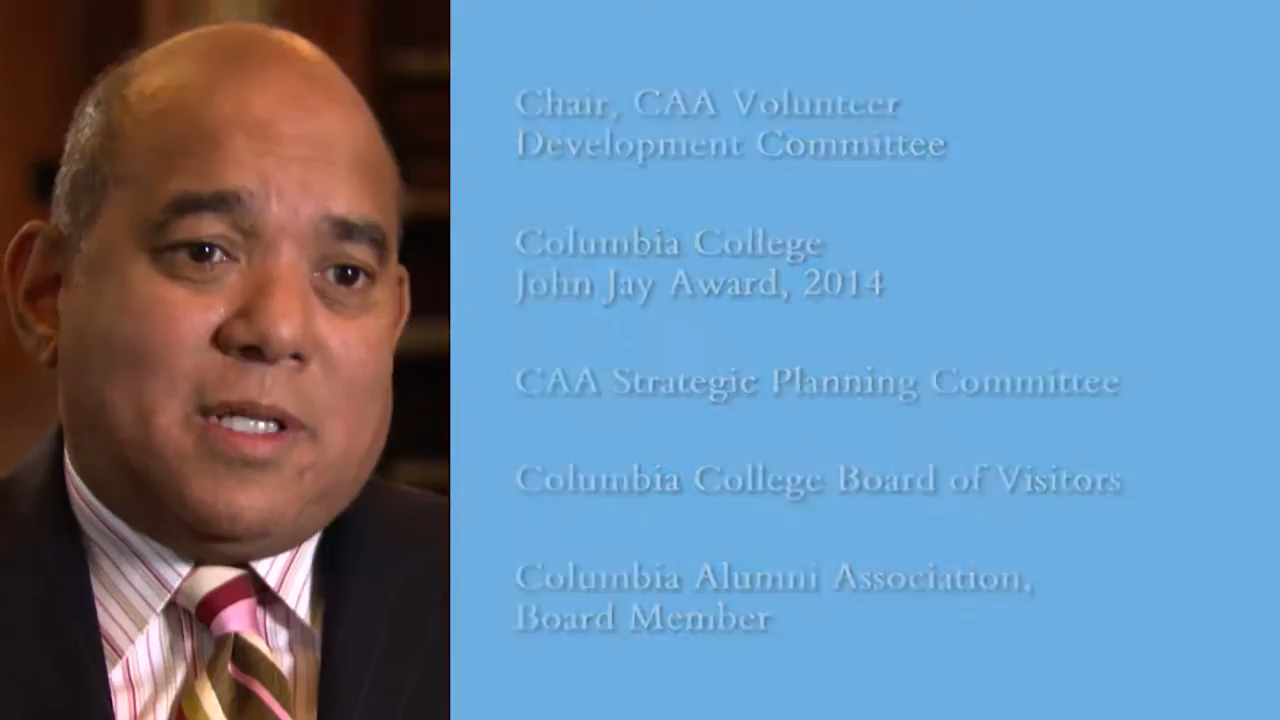 Chair, CAA Volunteer
Development Committee
Columbia College
John Jay Award, 2014
CAA Strategic Planning Committee
Columbia College Board of Visitors
Columbia Alumni Association,
Board Member